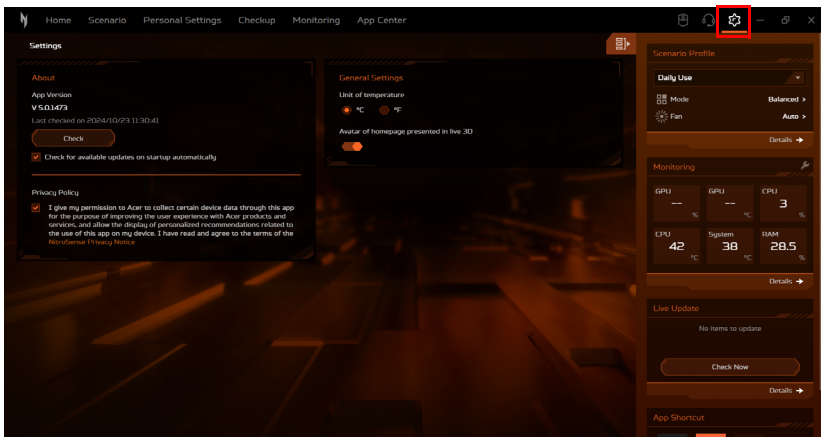 Home Scenario Personal Settings Checkup Monitoring App Center
Settings
About
App Version
V 5.0.1473
Last checked on 2024/10/23 11:30:41
Check
Check for available updates on startup automatically
Privacy Policy
I give my permission to Acer to collect certain device data through this app
for the purpose of improving the user experience with Acer products and
services, and allow the display of personalized recommendations related to
the use of this app on my device. I have read and agree to the terms of the
NitroSense Privacy Notice
General Settings
Unit of temperature
°C °F
Avatar of homepage presented in live 3D
Scenario Profile
Daily Use
Mode Balanced >
Fan Auto >
Details →
Monitoring
GPU GPU CPU
-- -- 3
% °C %
CPU System RAM
42 38 28.5
°C °C %
Details →
Live Update
No items to update
Check Now
Details →
App Shortcut